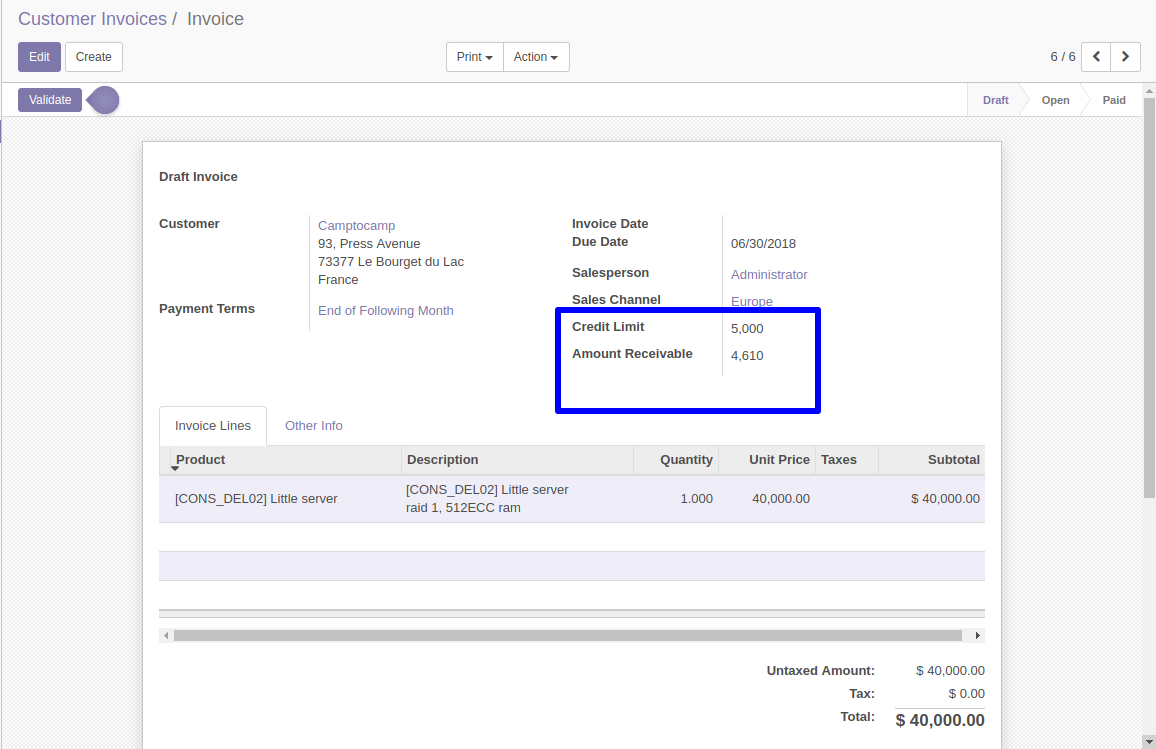 Customer Invoices / Invoice
Edit Create Print Action 6 / 6
Validate Draft Open Paid
Draft Invoice
Customer
Camptocamp
93, Press Avenue
73377 Le Bourget du Lac
France
Payment Terms End of Following Month
Invoice Date
Due Date 06/30/2018
Salesperson Administrator
Sales Channel Europe
Credit Limit 5,000
Amount Receivable 4,610
Invoice Lines Other Info
Product Description Quantity Unit Price Taxes Subtotal
[CONS_DEL02] Little server [CONS_DEL02] Little server 1.000 40,000.00 $ 40,000.00
raid 1, 512ECC ram
Untaxed Amount: $ 40,000.00
Tax: $ 0.00
Total: $ 40,000.00